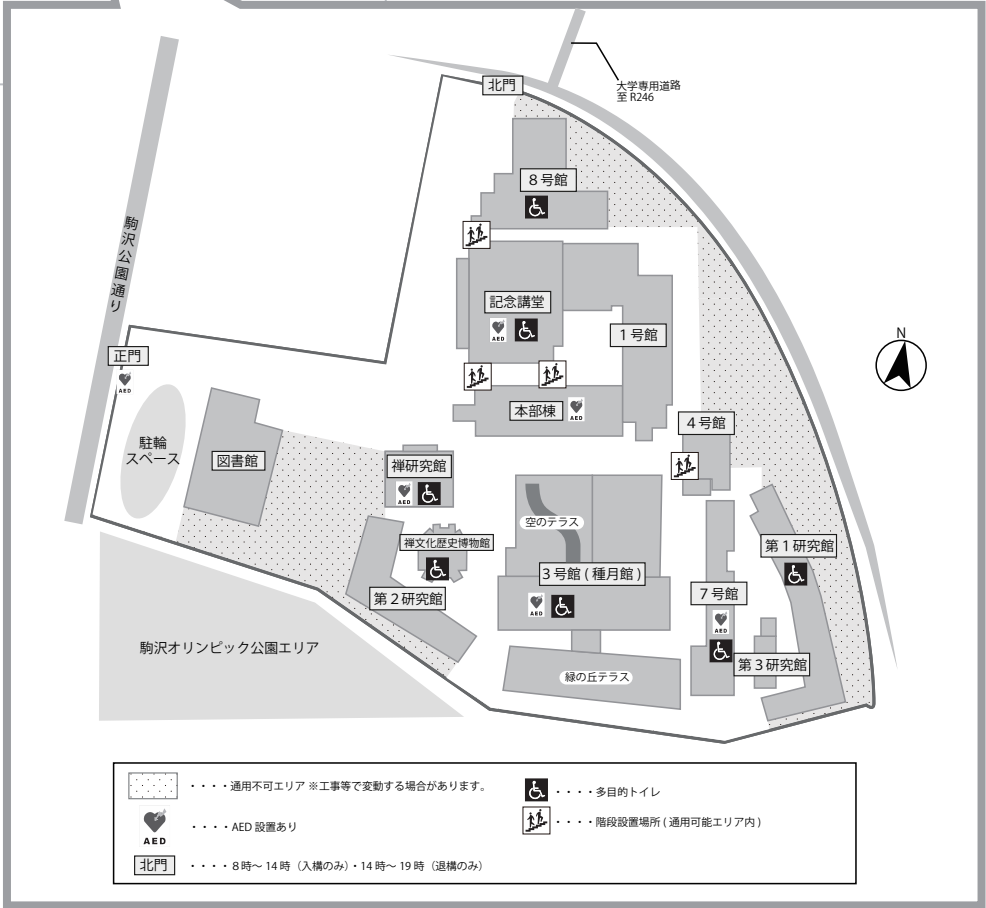 北門
大学専用道路
至 R246
8号館
駒沢公園通り
記念講堂
AED
1号館
N
正門
AED
本部棟
AED
4号館
駐輪
スペース
図書館
禅研究館
AED
空のテラス
禅文化歴史博物館
第1研究館
3号館(種月館)
AED
第2研究館
7号館
AED
駒沢オリンピック公園エリア
第3研究館
緑の丘テラス
・・・・通用不可エリア ※工事等で変動する場合があります。
・・・・多目的トイレ
AED
・・・・AED 設置あり
・・・・階段設置場所(通用可能エリア内)
北門 ・・・・8時〜14時（入構のみ）・14時〜19時（退構のみ）